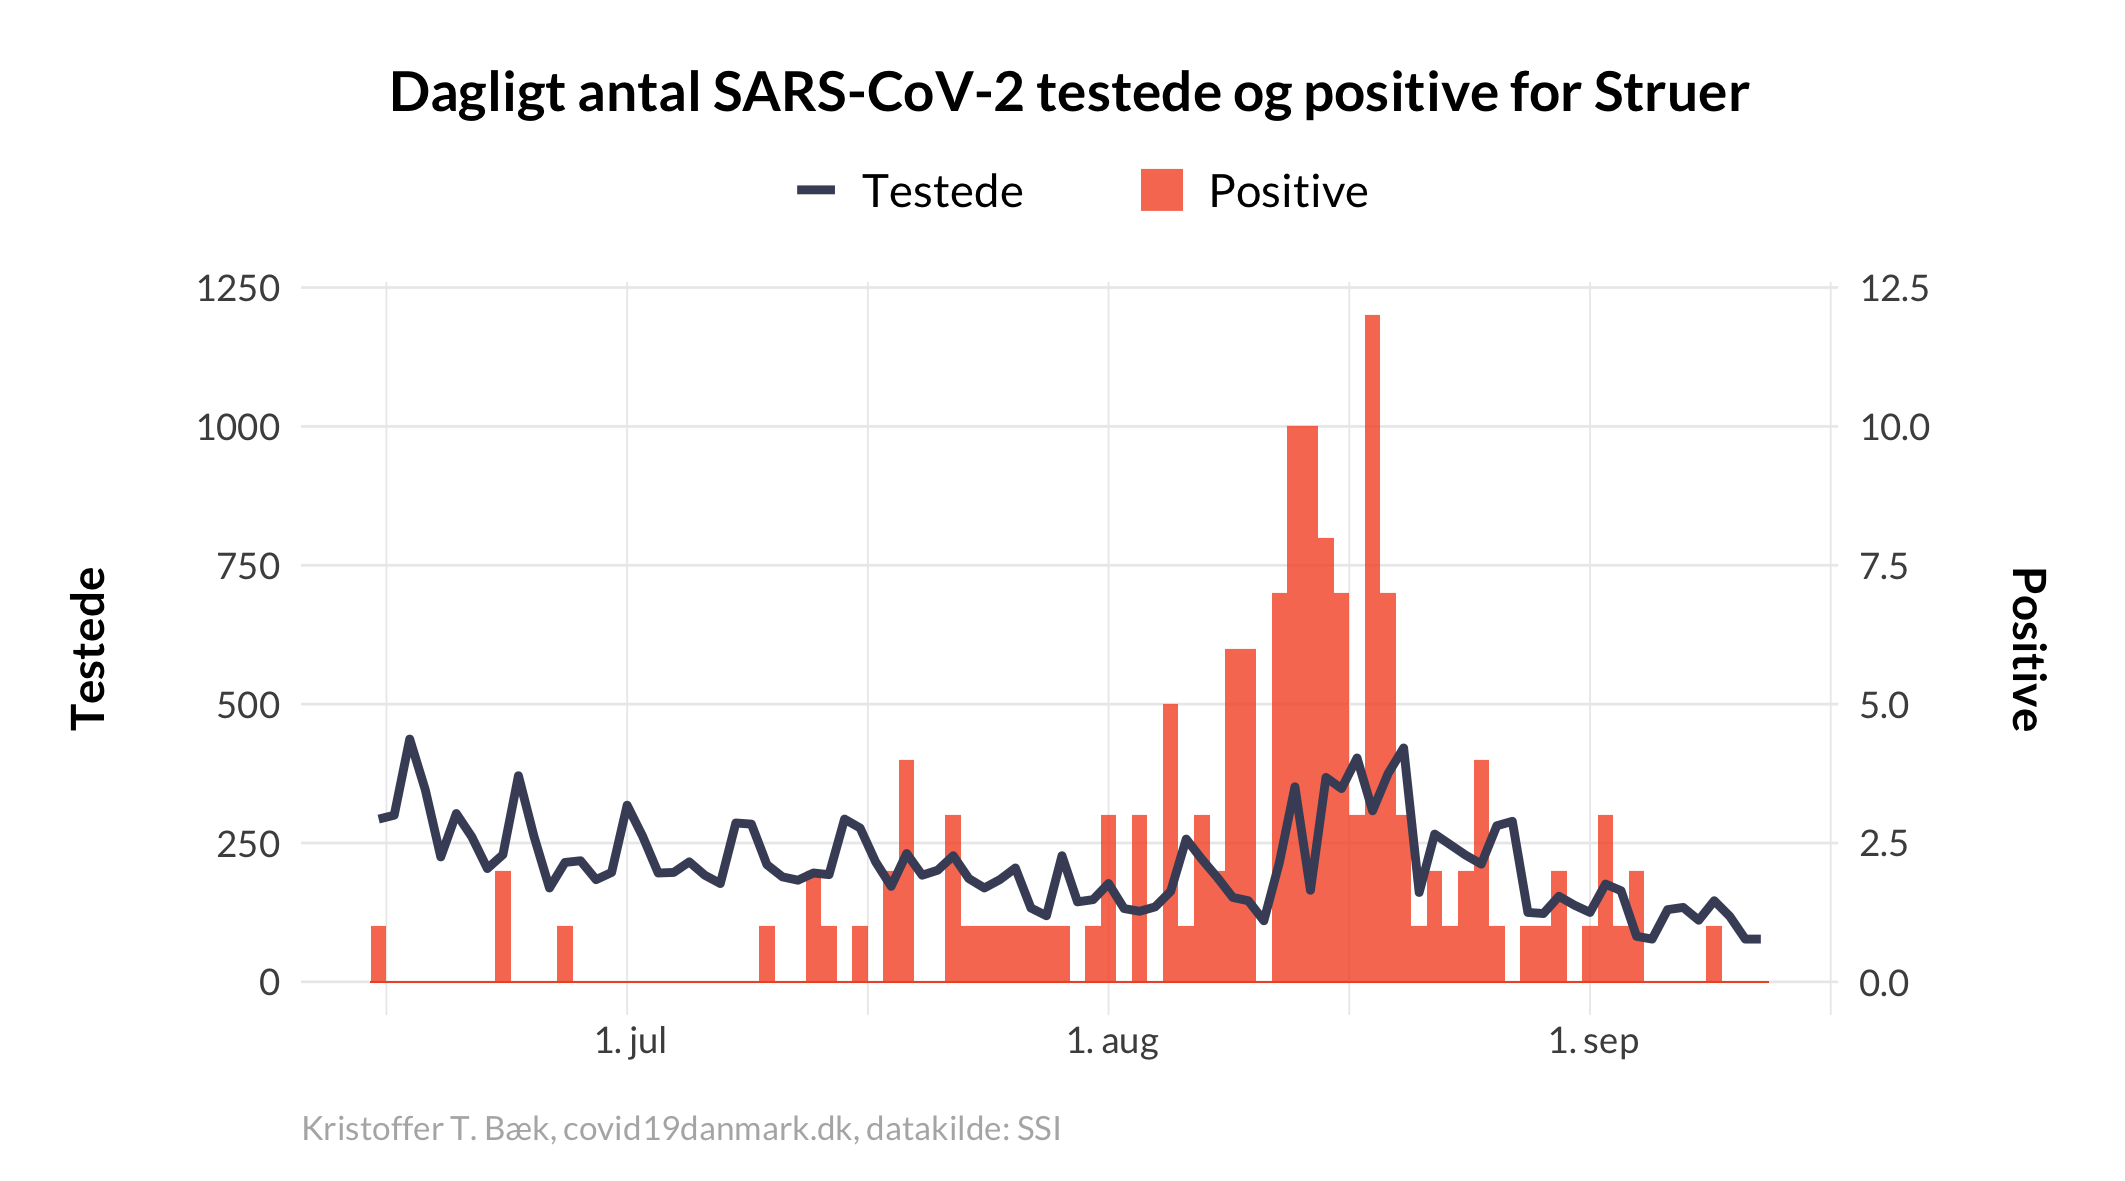 Dagligt antal SARS-CoV-2 testede og positive for Struer
Testede
Positive
1250
1000
750
500
250
0
12.5
10.0
7.5
5.0
2.5
0.0
Testede
Positive
1. jul
1. aug
1. sep
Kristoffer T. Bæk, covid19danmark.dk, datakilde: SSI